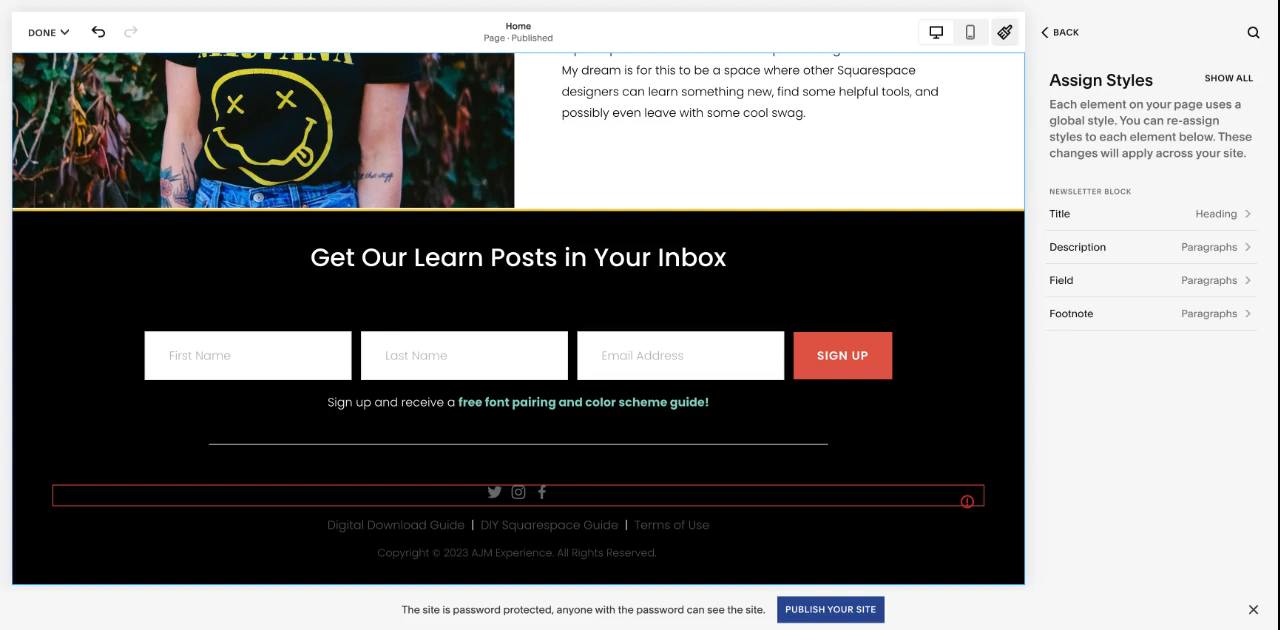 DONE
Home
Page · Published
BACK
My dream is for this to be a space where other Squarespace
designers can learn something new, find some helpful tools, and
possibly even leave with some cool swag.
Get Our Learn Posts in Your Inbox
First Name
Last Name
Email Address
SIGN UP
Sign up and receive a free font pairing and color scheme guide!
Digital Download Guide | DIY Squarespace Guide | Terms of Use
Copyright © 2023 AJM Experience. All Rights Reserved.
Assign Styles
SHOW ALL
Each element on your page uses a
global style. You can re-assign
styles to each element below. These
changes will apply across your site.
NEWSLETTER BLOCK
Title Heading
Description Paragraphs
Field Paragraphs
Footnote Paragraphs
The site is password protected, anyone with the password can see the site.
PUBLISH YOUR SITE